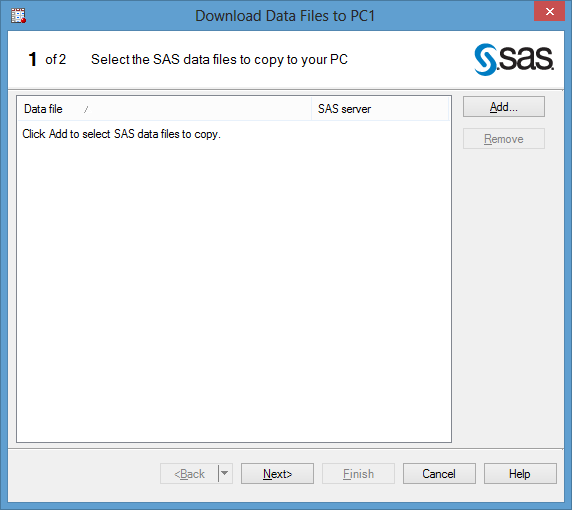 Download Data Files to PC1
1 of 2 Select the SAS data files to copy to your PC
sas
Data file / SAS server
Add...
Click Add to select SAS data files to copy.
Remove
<Back Next> Finish Cancel Help